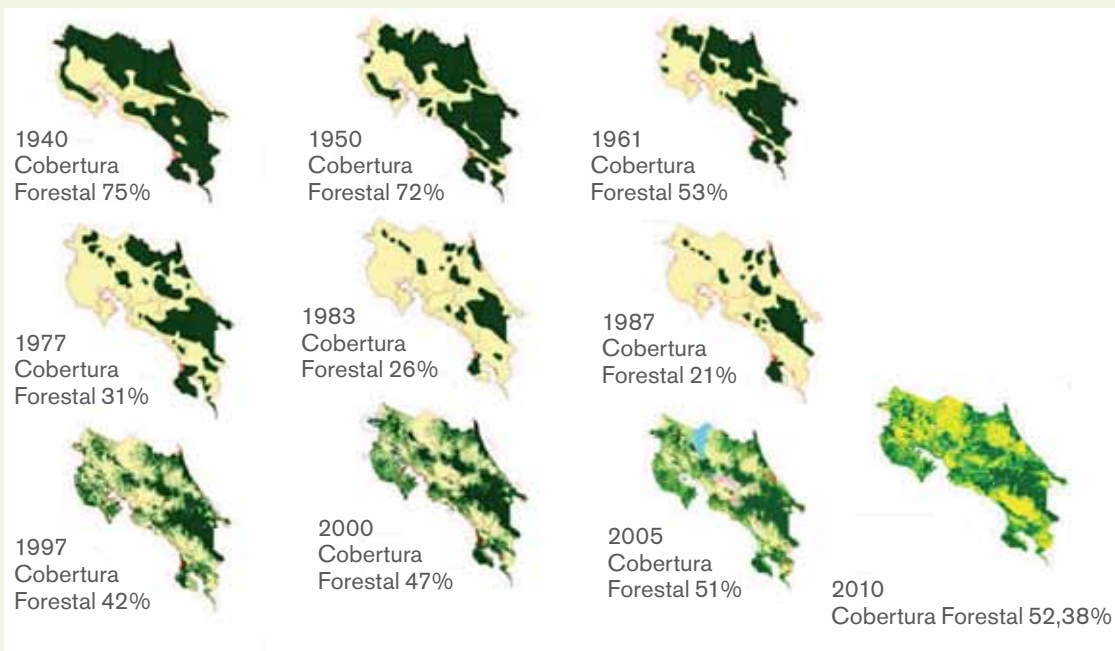 1940
Cobertura
Forestal 75%
1950
Cobertura
Forestal 72%
1961
Cobertura
Forestal 53%
1977
Cobertura
Forestal 31%
1983
Cobertura
Forestal 26%
1987
Cobertura
Forestal 21%
1997
Cobertura
Forestal 42%
2000
Cobertura
Forestal 47%
2005
Cobertura
Forestal 51%
2010
Cobertura Forestal 52,38%